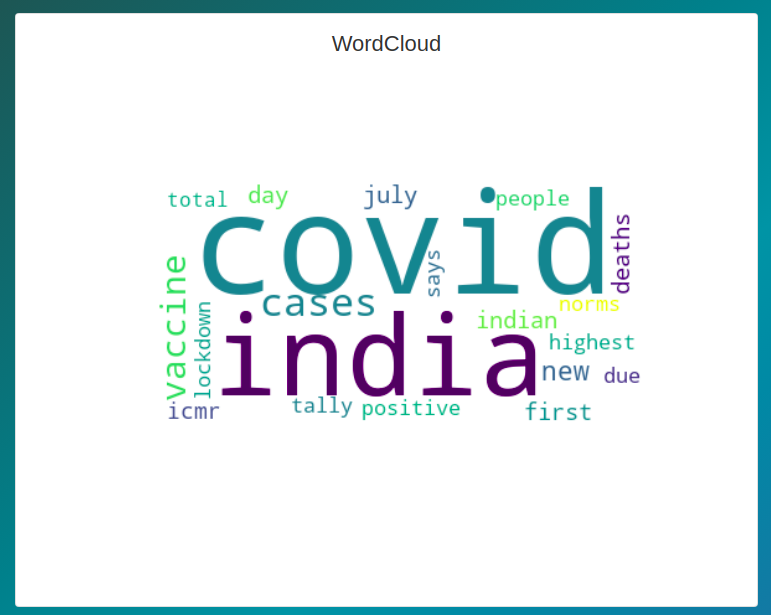 WordCloud
total
day
july
people
covid
deaths
says
vaccine
cases
norms
lockdown
india
indian
highest
new
due
icmr
tally
positive
first